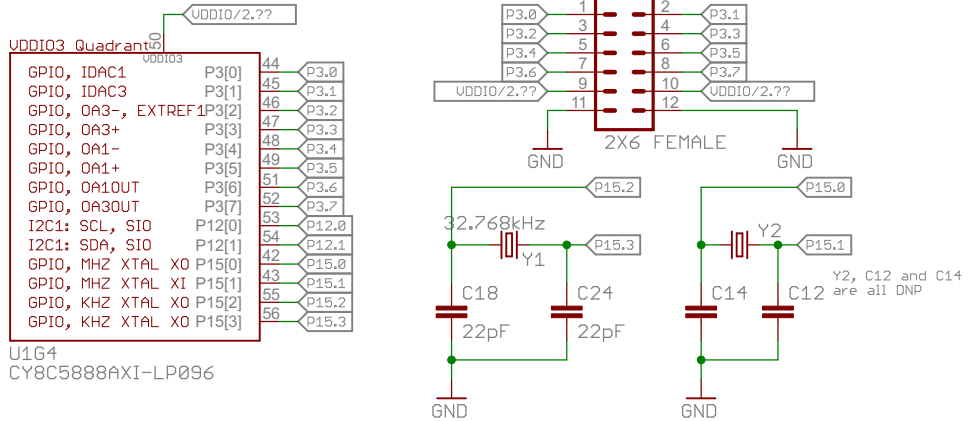 VDDIO/2.??
VDDIO3 Quadrant
50
VDDIO3
GPIO, IDAC1 P3[0] 44 P3.0
GPIO, IDAC3 P3[1] 45 P3.1
GPIO, OA3-, EXTREF1 P3[2] 46 P3.2
GPIO, OA3+ P3[3] 47 P3.3
GPIO, OA1- P3[4] 48 P3.4
GPIO, OA1+ P3[5] 49 P3.5
GPIO, OA1OUT P3[6] 51 P3.6
GPIO, OA3OUT P3[7] 52 P3.7
I2C1: SCL, SIO P12[0] 53 P12.0
I2C1: SDA, SIO P12[1] 54 P12.1
GPIO, MHZ XTAL XO P15[0] 42 P15.0
GPIO, MHZ XTAL XI P15[1] 43 P15.1
GPIO, KHZ XTAL XO P15[2] 55 P15.2
GPIO, KHZ XTAL XO P15[3] 56 P15.3
U1G4
CY8C5888AXI-LP096
P3.0 1 2 P3.1
P3.2 3 4 P3.3
P3.4 5 6 P3.5
P3.6 7 8 P3.7
VDDIO/2.?? 9 10 VDDIO/2.??
11 12
2X6 FEMALE
GND
GND
P15.2
32.768kHz
P15.3
Y1
C18
22pF
C24
22pF
GND
P15.0
Y2
P15.1
Y2, C12 and C14
are all DNP
C14
C12
GND